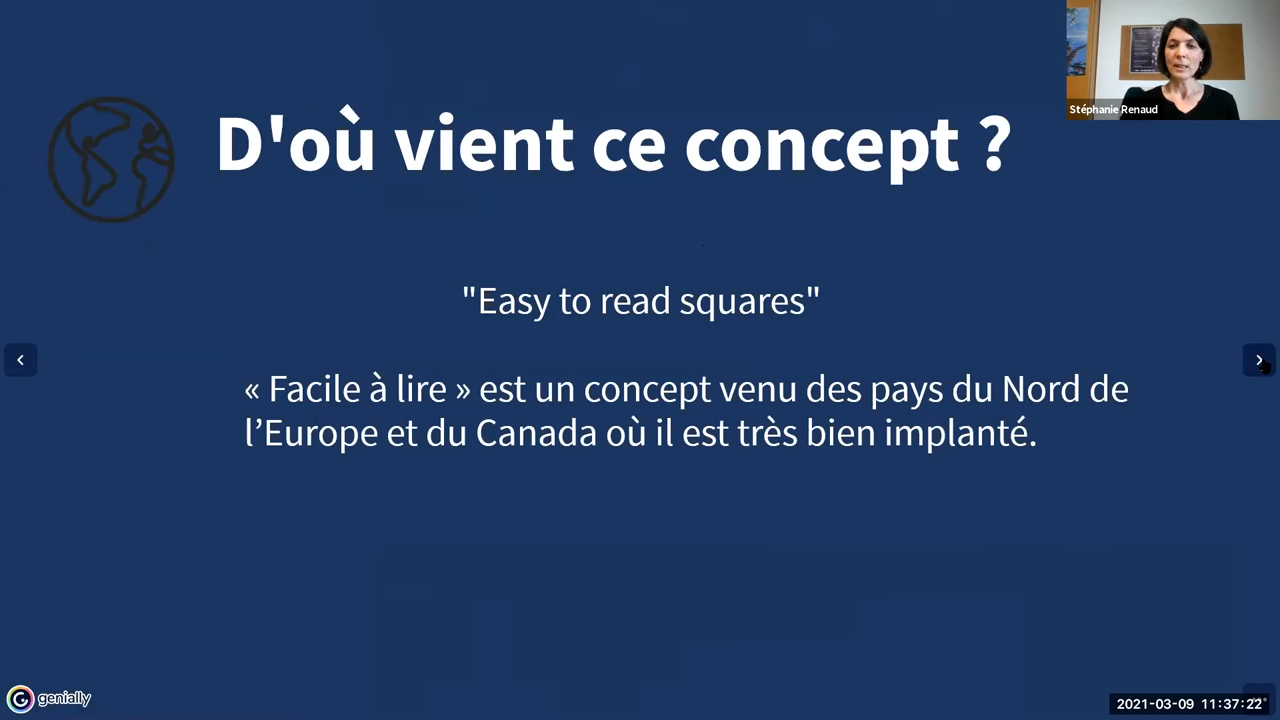 Stéphanie Renaud
D'où vient ce concept ?
"Easy to read squares"
« Facile à lire » est un concept venu des pays du Nord de
l’Europe et du Canada où il est très bien implanté.
genially
2021-03-09 11:37:22